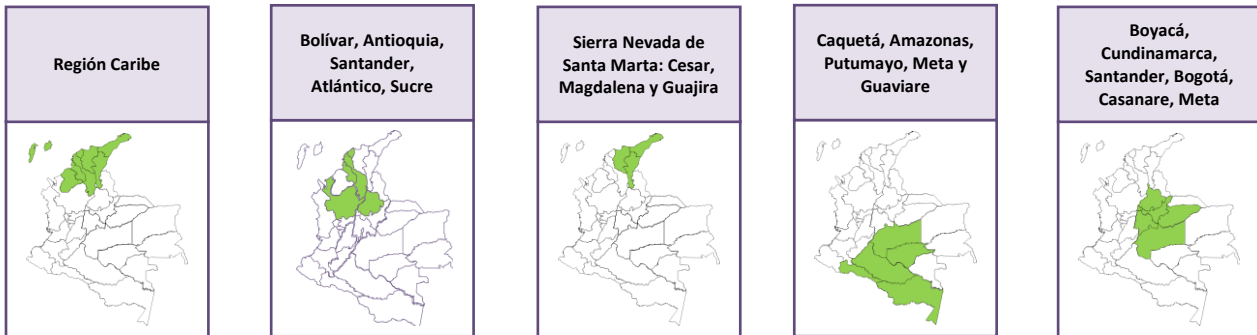 Región Caribe
Bolívar, Antioquia,
Santander,
Atlántico, Sucre
Sierra Nevada de
Santa Marta: Cesar,
Magdalena y Guajira
Caquetá, Amazonas,
Putumayo, Meta y
Guaviare
Boyacá,
Cundinamarca,
Santander, Bogotá,
Casanare, Meta